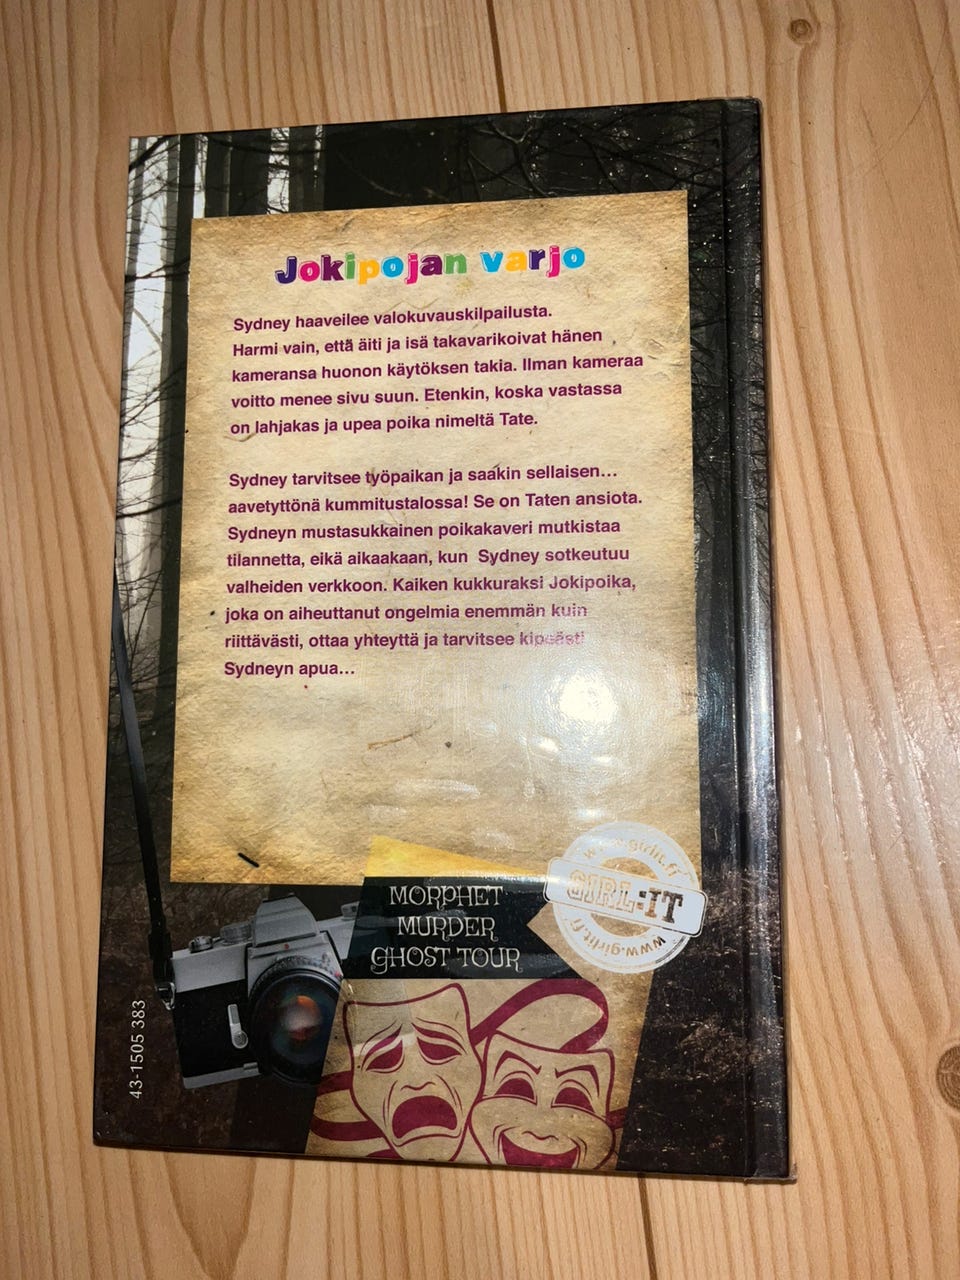 Jokipojan varjo
Sydney haaveilee valokuvauskilpailusta.
Harmi vain, että äiti ja isä takavarikoivat hänen
kameransa huonon käytöksen takia. Ilman kameraa
voitto menee sivu suun. Etenkin, koska vastassa
on lahjakas ja upea poika nimeltä Tate.
Sydney tarvitsee työpaikan ja saakin sellaisen...
aavetyttönä kummitustalossa! Se on Taten ansiota.
Sydneyn mustasukkainen poikakaveri mutkistaa
tilannetta, eikä aikaakaan, kun Sydney sotkeutuu
valheiden verkkoon. Kaiken kukkuraksi Jokipoika,
joka on aiheuttanut ongelmia enemmän kuin
riittävästi, ottaa yhteyttä ja tarvitsee kipeästi
Sydneyn apua...
www.girlit.fi
GIRL:IT
www.girlit.fi
MORPHET
MURDER
GHOST TOUR
43-1505 383